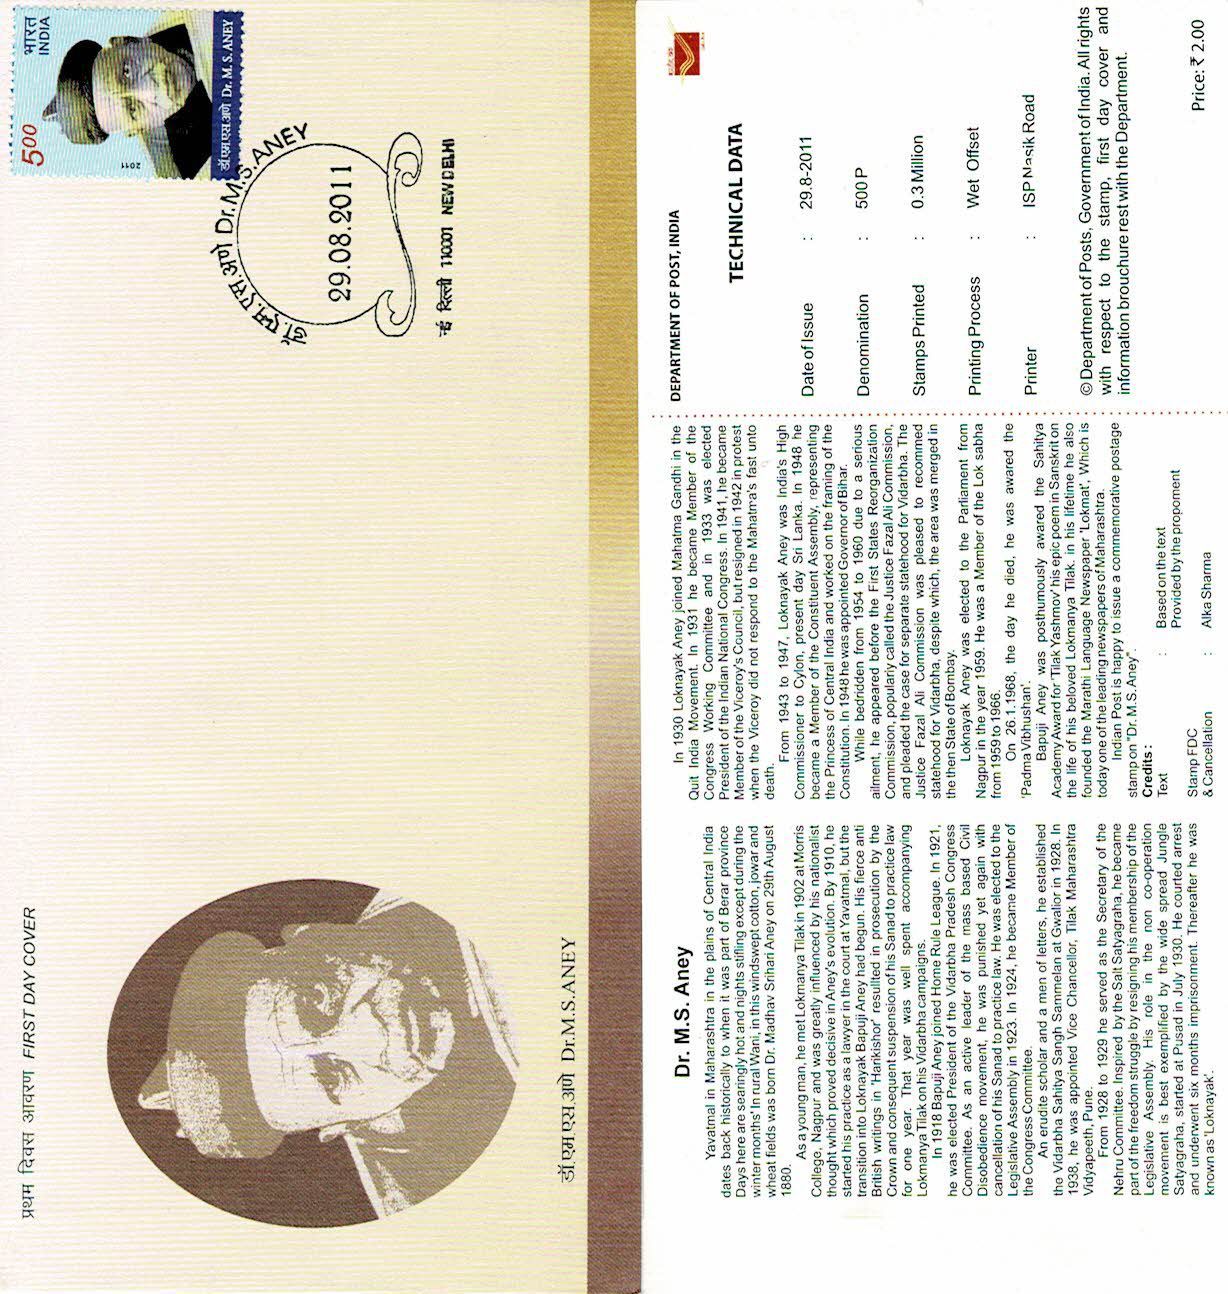 प्रथम दिवस आवरण FIRST DAY COVER
500
भारत
INDIA
2011
डॉ.एम.एस.अणे Dr. M. S. ANEY
डॉ.एम.एस.अणे Dr.M.S.ANEY
29.08.2011
नई दिल्ली 110001 NEW DELHI
डॉ.एम.एस.अणे Dr.M.S.ANEY
Dr. M.S. Aney
Yavatmal in Maharashtra in the plains of Central India
dates back historically to when it was part of Berar province
Days here are searingly hot and nights stifling except during the
winter months' In rural Wani, in this windswept cotton, jowar and
wheat fields was born Dr. Madhav Srihari Aney on 29th August
1880.
As a young man, he met Lokmanya Tilak in 1902 at Morris
College, Nagpur and was greatly influenced by his nationalist
thought which proved decisive in Aney's evolution. By 1910, he
started his practice as a lawyer in the court at Yavatmal, but the
transition into Loknayak Bapuji Aney had begun. His fierce anti
British writings in 'Harikishor' resullted in prosecution by the
Crown and consequent suspension of his Sanad to practice law
for one year. That year was well spent accompanying
Lokmanya Tilak on his Vidarbha campaigns.
In 1918 Bapuji Aney joined Home Rule League. In 1921,
he was elected President of the Vidarbha Pradesh Congress
Committee. As an active leader of the mass based Civil
Disobedience movement, he was punished yet again with
cancellation of his Sanad to practice law. He was elected to the
Legislative Assembly in 1923. In 1924, he became Member of
the Congress Committee.
An erudite scholar and a men of letters, he established
the Vidarbha Sahitya Sangh Sammelan at Gwalior in 1928. In
1938, he was appointed Vice Chancellor, Tilak Maharashtra
Vidyapeeth, Pune.
From 1928 to 1929 he served as the Secretary of the
Nehru Committee. Inspired by the Salt Satyagraha, he became
part of the freedom struggle by resigning his membership of the
Legislative Assembly. His role in the non co-operation
movement is best exemplified by the wide spread Jungle
Satyagraha, started at Pusad in July 1930. He courted arrest
and underwent six months imprisonment. Thereafter he was
known as 'Loknayak'.
In 1930 Loknayak Aney joined Mahatma Gandhi in the
Quit India Movement. In 1931 he became Member of the
Congress Working Committee and in 1933 was elected
President of the Indian National Congress. In 1941, he became
Member of the Viceroy's Council, but resigned in 1942 in protest
when the Viceroy did not respond to the Mahatma's fast unto
death.
From 1943 to 1947, Loknayak Aney was India's High
Commissioner to Cylon, present day Sri Lanka. In 1948 he
became a Member of the Constituent Assembly, representing
the Princess of Central India and worked on the framing of the
Constitution. In 1948 he was appointed Governor of Bihar.
While bedridden from 1954 to 1960 due to a serious
ailment, he appeared before the First States Reorganization
Commission, popularly called the Justice Fazal Ali Commission,
and pleaded the case for separate statehood for Vidarbha. The
Justice Fazal Ali Commission was pleased to recommed
statehood for Vidarbha, despite which, the area was merged in
the then State of Bombay.
Loknayak Aney was elected to the Parliament from
Nagpur in the year 1959. He was a Member of the Lok sabha
from 1959 to 1966.
On 26.1.1968, the day he died, he was awared the
'Padma Vibhushan'.
Bapuji Aney was posthumously awared the Sahitya
Academy Award for 'Tilak Yashmov' his epic poem in Sanskrit on
the life of his beloved Lokmanya Tilak. in his lifetime he also
founded the Marathi Language Newspaper 'Lokmat', Which is
today one of the leading newspapers of Maharashtra.
Indian Post is happy to issue a commemorative postage
stamp on "Dr. M.S. Aney".
Credits :
Text : Based on the text
Provided by the propoment
Stamp FDC
& Cancellation : Alka Sharma
DEPARTMENT OF POST, INDIA
TECHNICAL DATA
Date of Issue : 29.8-2011
Denomination : 500 P
Stamps Printed : 0.3 Million
Printing Process : Wet Offset
Printer : ISP Nasik Road
© Department of Posts, Government of India. All rights
with respect to the stamp, first day cover and
information brouchure rest with the Department.
Price: ₹ 2.00